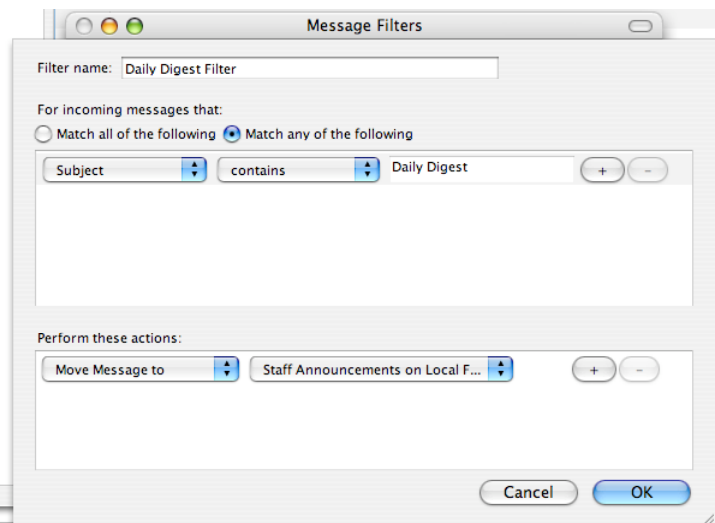 Message Filters
Filter name: Daily Digest Filter
For incoming messages that:
Match all of the following Match any of the following
Subject contains Daily Digest + -
Perform these actions:
Move Message to Staff Announcements on Local F... + -
Cancel OK